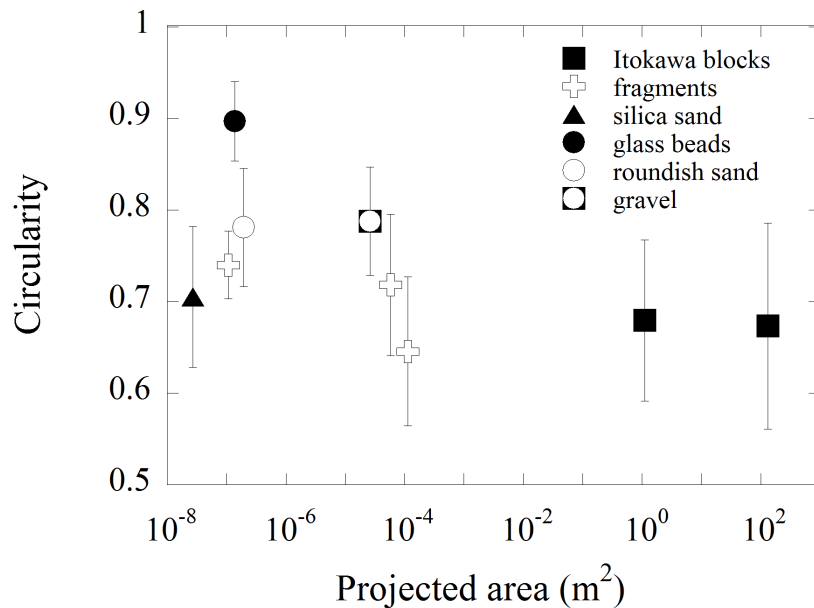 1
0.9
0.8
0.7
0.6
0.5
Circularity
Itokawa blocks
fragments
silica sand
glass beads
roundish sand
gravel
10⁻⁸ 10⁻⁶ 10⁻⁴ 10⁻² 10⁰ 10²
Projected area (m²)